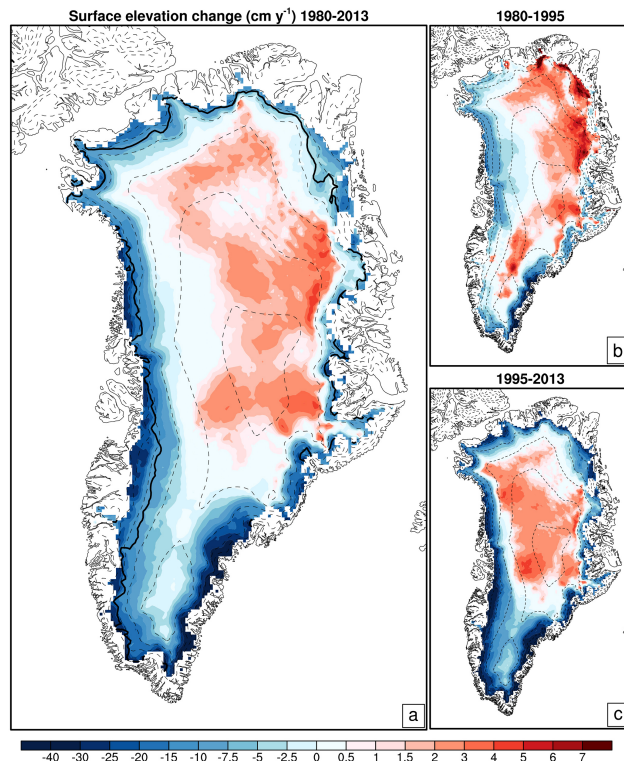 Surface elevation change (cm y-1) 1980-2013
1980-1995
b
1995-2013
a
c
-40 -30 -25 -20 -15 -10 -7.5 -5 -2.5 0 0.5 1 1.5 2 3 4 5 6 7